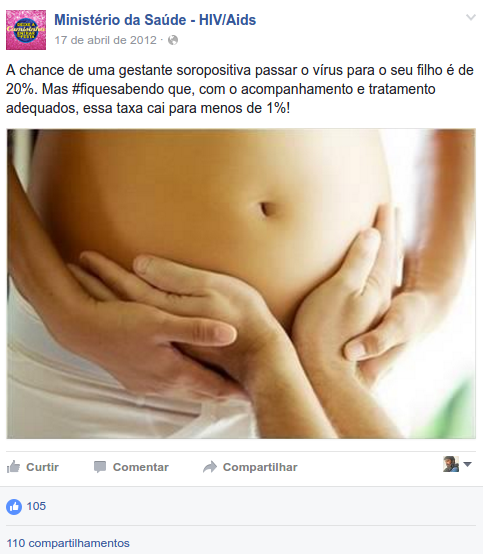 Ministério da Saúde - HIV/Aids
17 de abril de 2012 ·
A chance de uma gestante soropositiva passar o vírus para o seu filho é de
20%. Mas #fiquesabendo que, com o acompanhamento e tratamento
adequados, essa taxa cai para menos de 1%!
Curtir Comentar Compartilhar
105
110 compartilhamentos